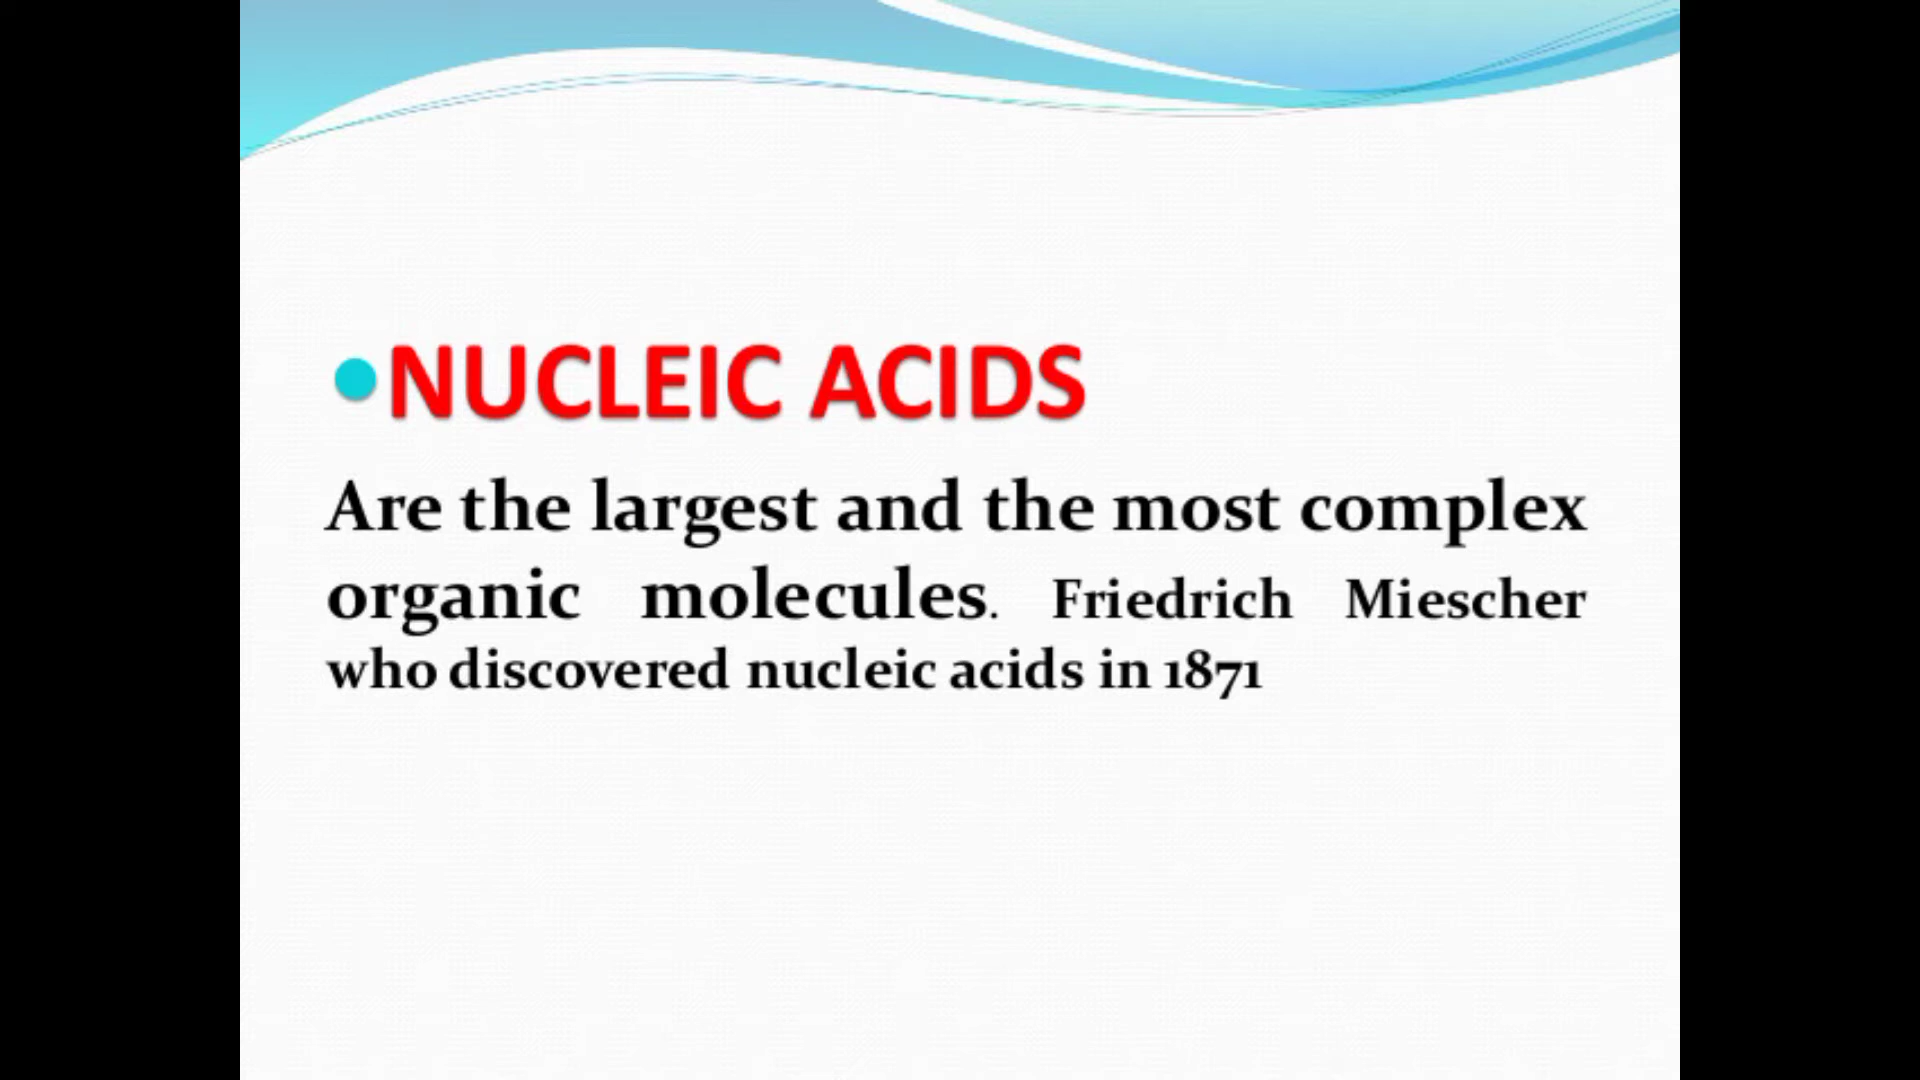 •NUCLEIC ACIDS
Are the largest and the most complex
organic molecules. Friedrich Miescher
who discovered nucleic acids in 1871